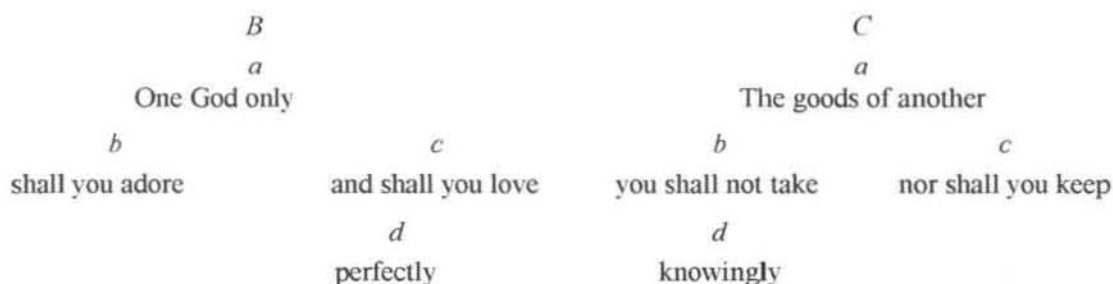 B C
a a
One God only The goods of another
b c b c
shall you adore and shall you love you shall not take nor shall you keep
d d
perfectly knowingly